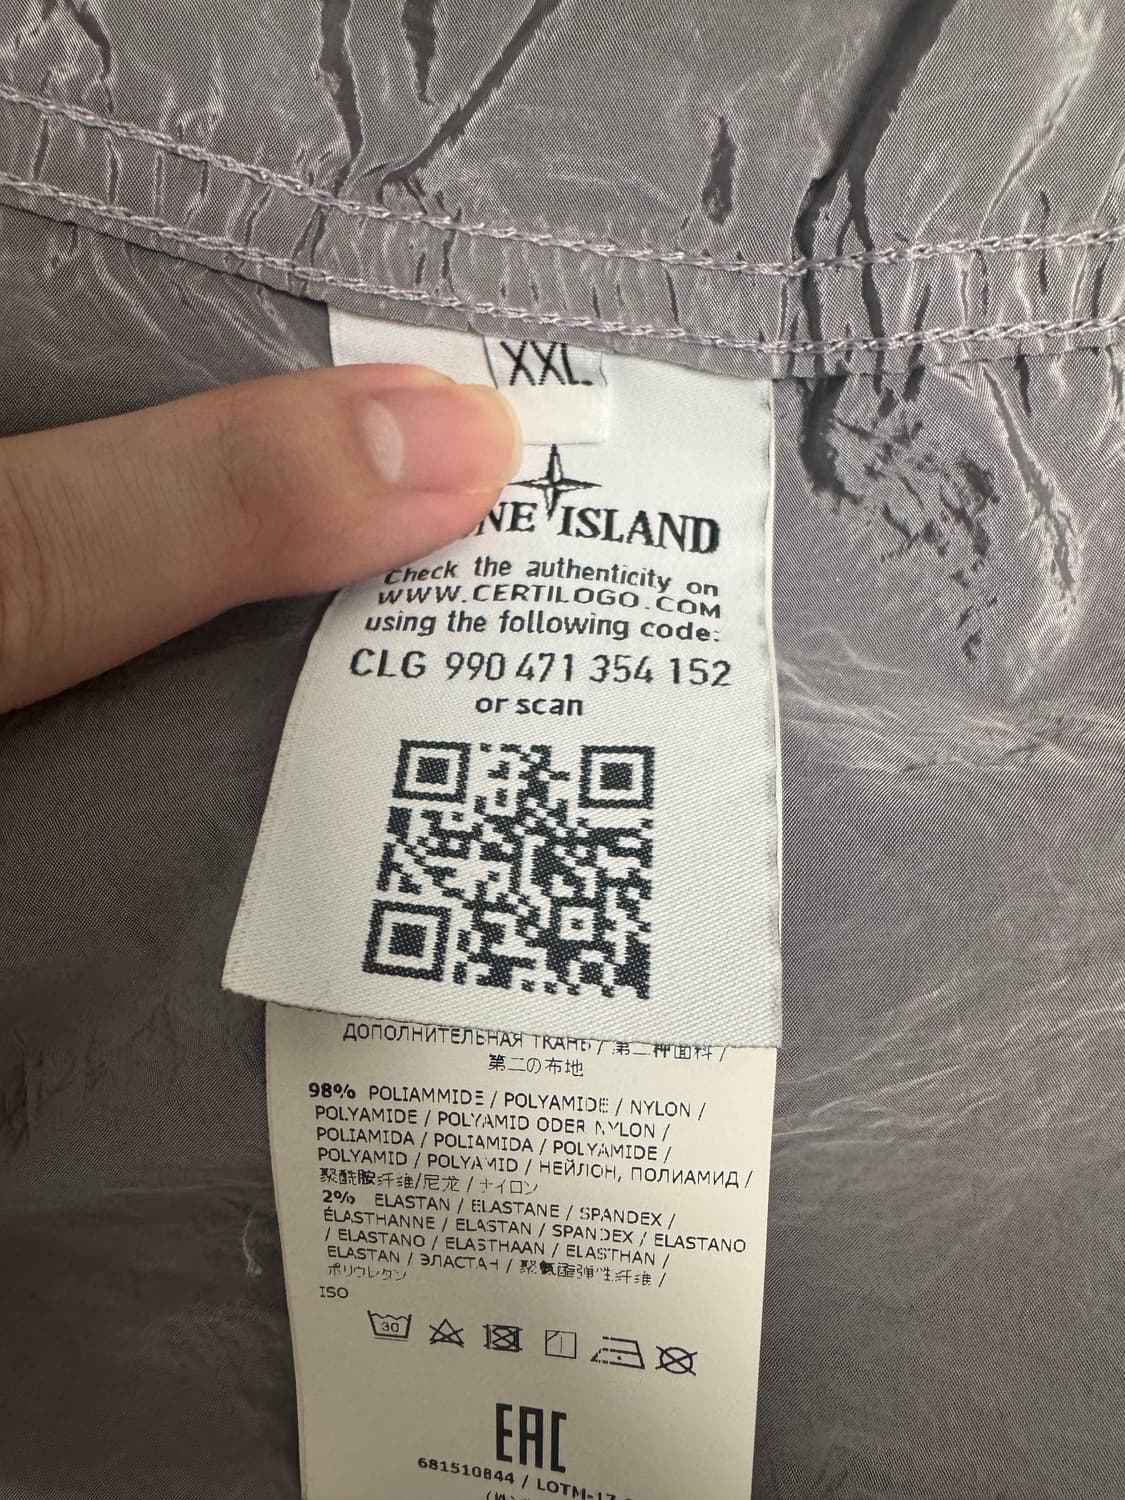 XXL
ISLAND
Check the authenticity on
WWW.CERTILOGO.COM
using the following code:
CLG 990 471 354 152
or scan
ДОПОЛНИТЕЛЬНАЯ ТКАНЬ / 第二种面料 /
第二の布地
98% POLIAMMIDE / POLYAMIDE / NYLON /
POLYAMIDE / POLYAMID ODER NYLON /
POLIAMIDA / POLIAMIDA / POLYAMIDE /
POLYAMID / POLYAMID / НЕЙЛОН, ПОЛИАМИД /
聚酰胺纤维/尼龙 / ナイロン
2% ELASTAN / ELASTANE / SPANDEX /
ÉLASTHANNE / ELASTAN / SPANDEX / ELASTANO
/ ELASTANO / ELASTHAAN / ELASTHAN /
ELASTAN / ЭЛАСТАН / 聚氨酯弹性纤维 /
ポリウレタン
ISO
30
EAC
681510844 / LOTM-17